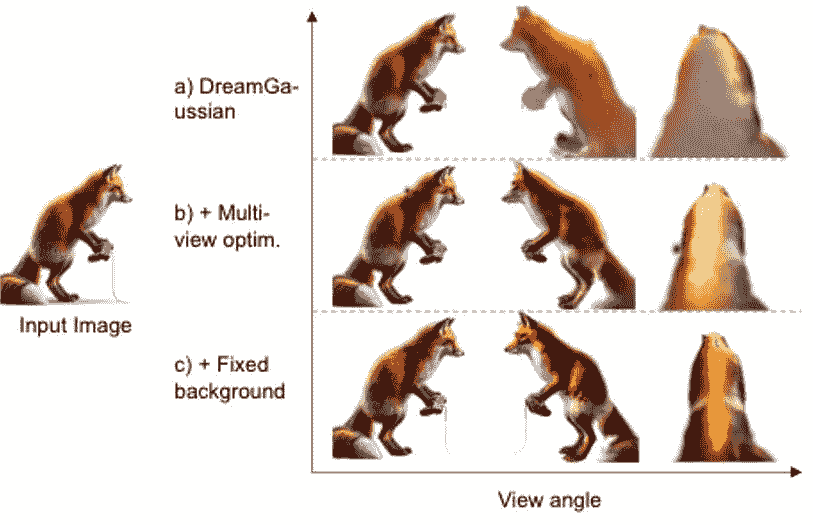 a) DreamGa-
ussian
b) + Multi-
view optim.
Input Image
c) + Fixed
background
View angle